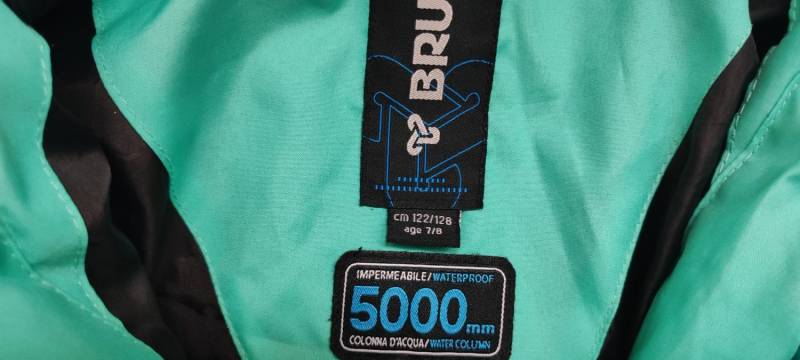 BRU
cm 122/128
age 7/8
IMPERMEABILE/WATERPROOF
5000mm
COLONNA D'ACQUA/WATER COLUMN